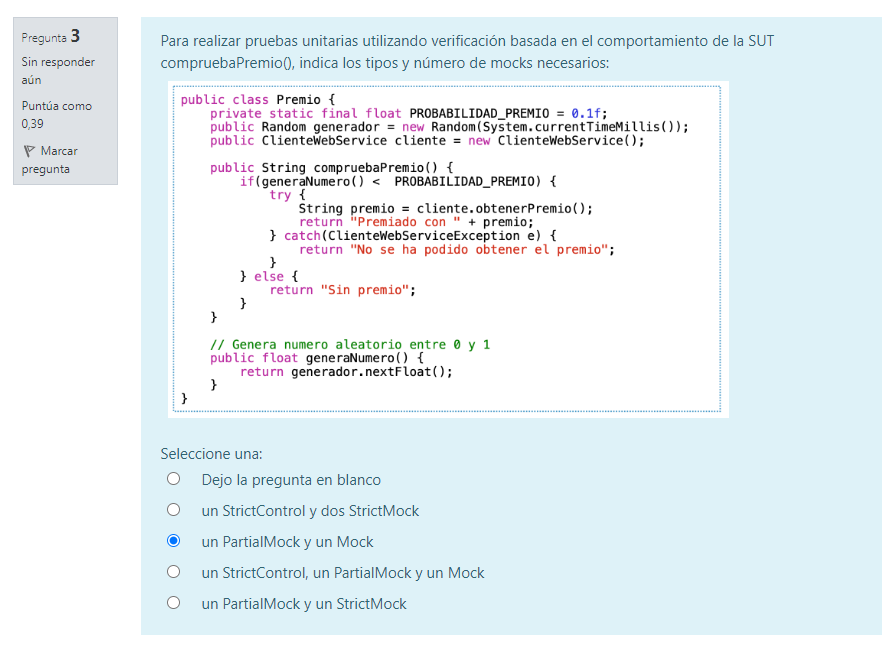 Pregunta 3
Sin responder
aún
Puntúa como
0,39
Marcar
pregunta
Para realizar pruebas unitarias utilizando verificación basada en el comportamiento de la SUT
compruebaPremio(), indica los tipos y número de mocks necesarios:
public class Premio {
    private static final float PROBABILIDAD_PREMIO = 0.1f;
    public Random generador = new Random(System.currentTimeMillis());
    public ClienteWebService cliente = new ClienteWebService();
    public String compruebaPremio() {
        if(generaNumero() <  PROBABILIDAD_PREMIO) {
            try {
                String premio = cliente.obtenerPremio();
                return "Premiado con " + premio;
            } catch(ClienteWebServiceException e) {
                return "No se ha podido obtener el premio";
            }
        } else {
            return "Sin premio";
        }
    }
    // Genera numero aleatorio entre 0 y 1
    public float generaNumero() {
        return generador.nextFloat();
    }
}
Seleccione una:
Dejo la pregunta en blanco
un StrictControl y dos StrictMock
un PartialMock y un Mock
un StrictControl, un PartialMock y un Mock
un PartialMock y un StrictMock